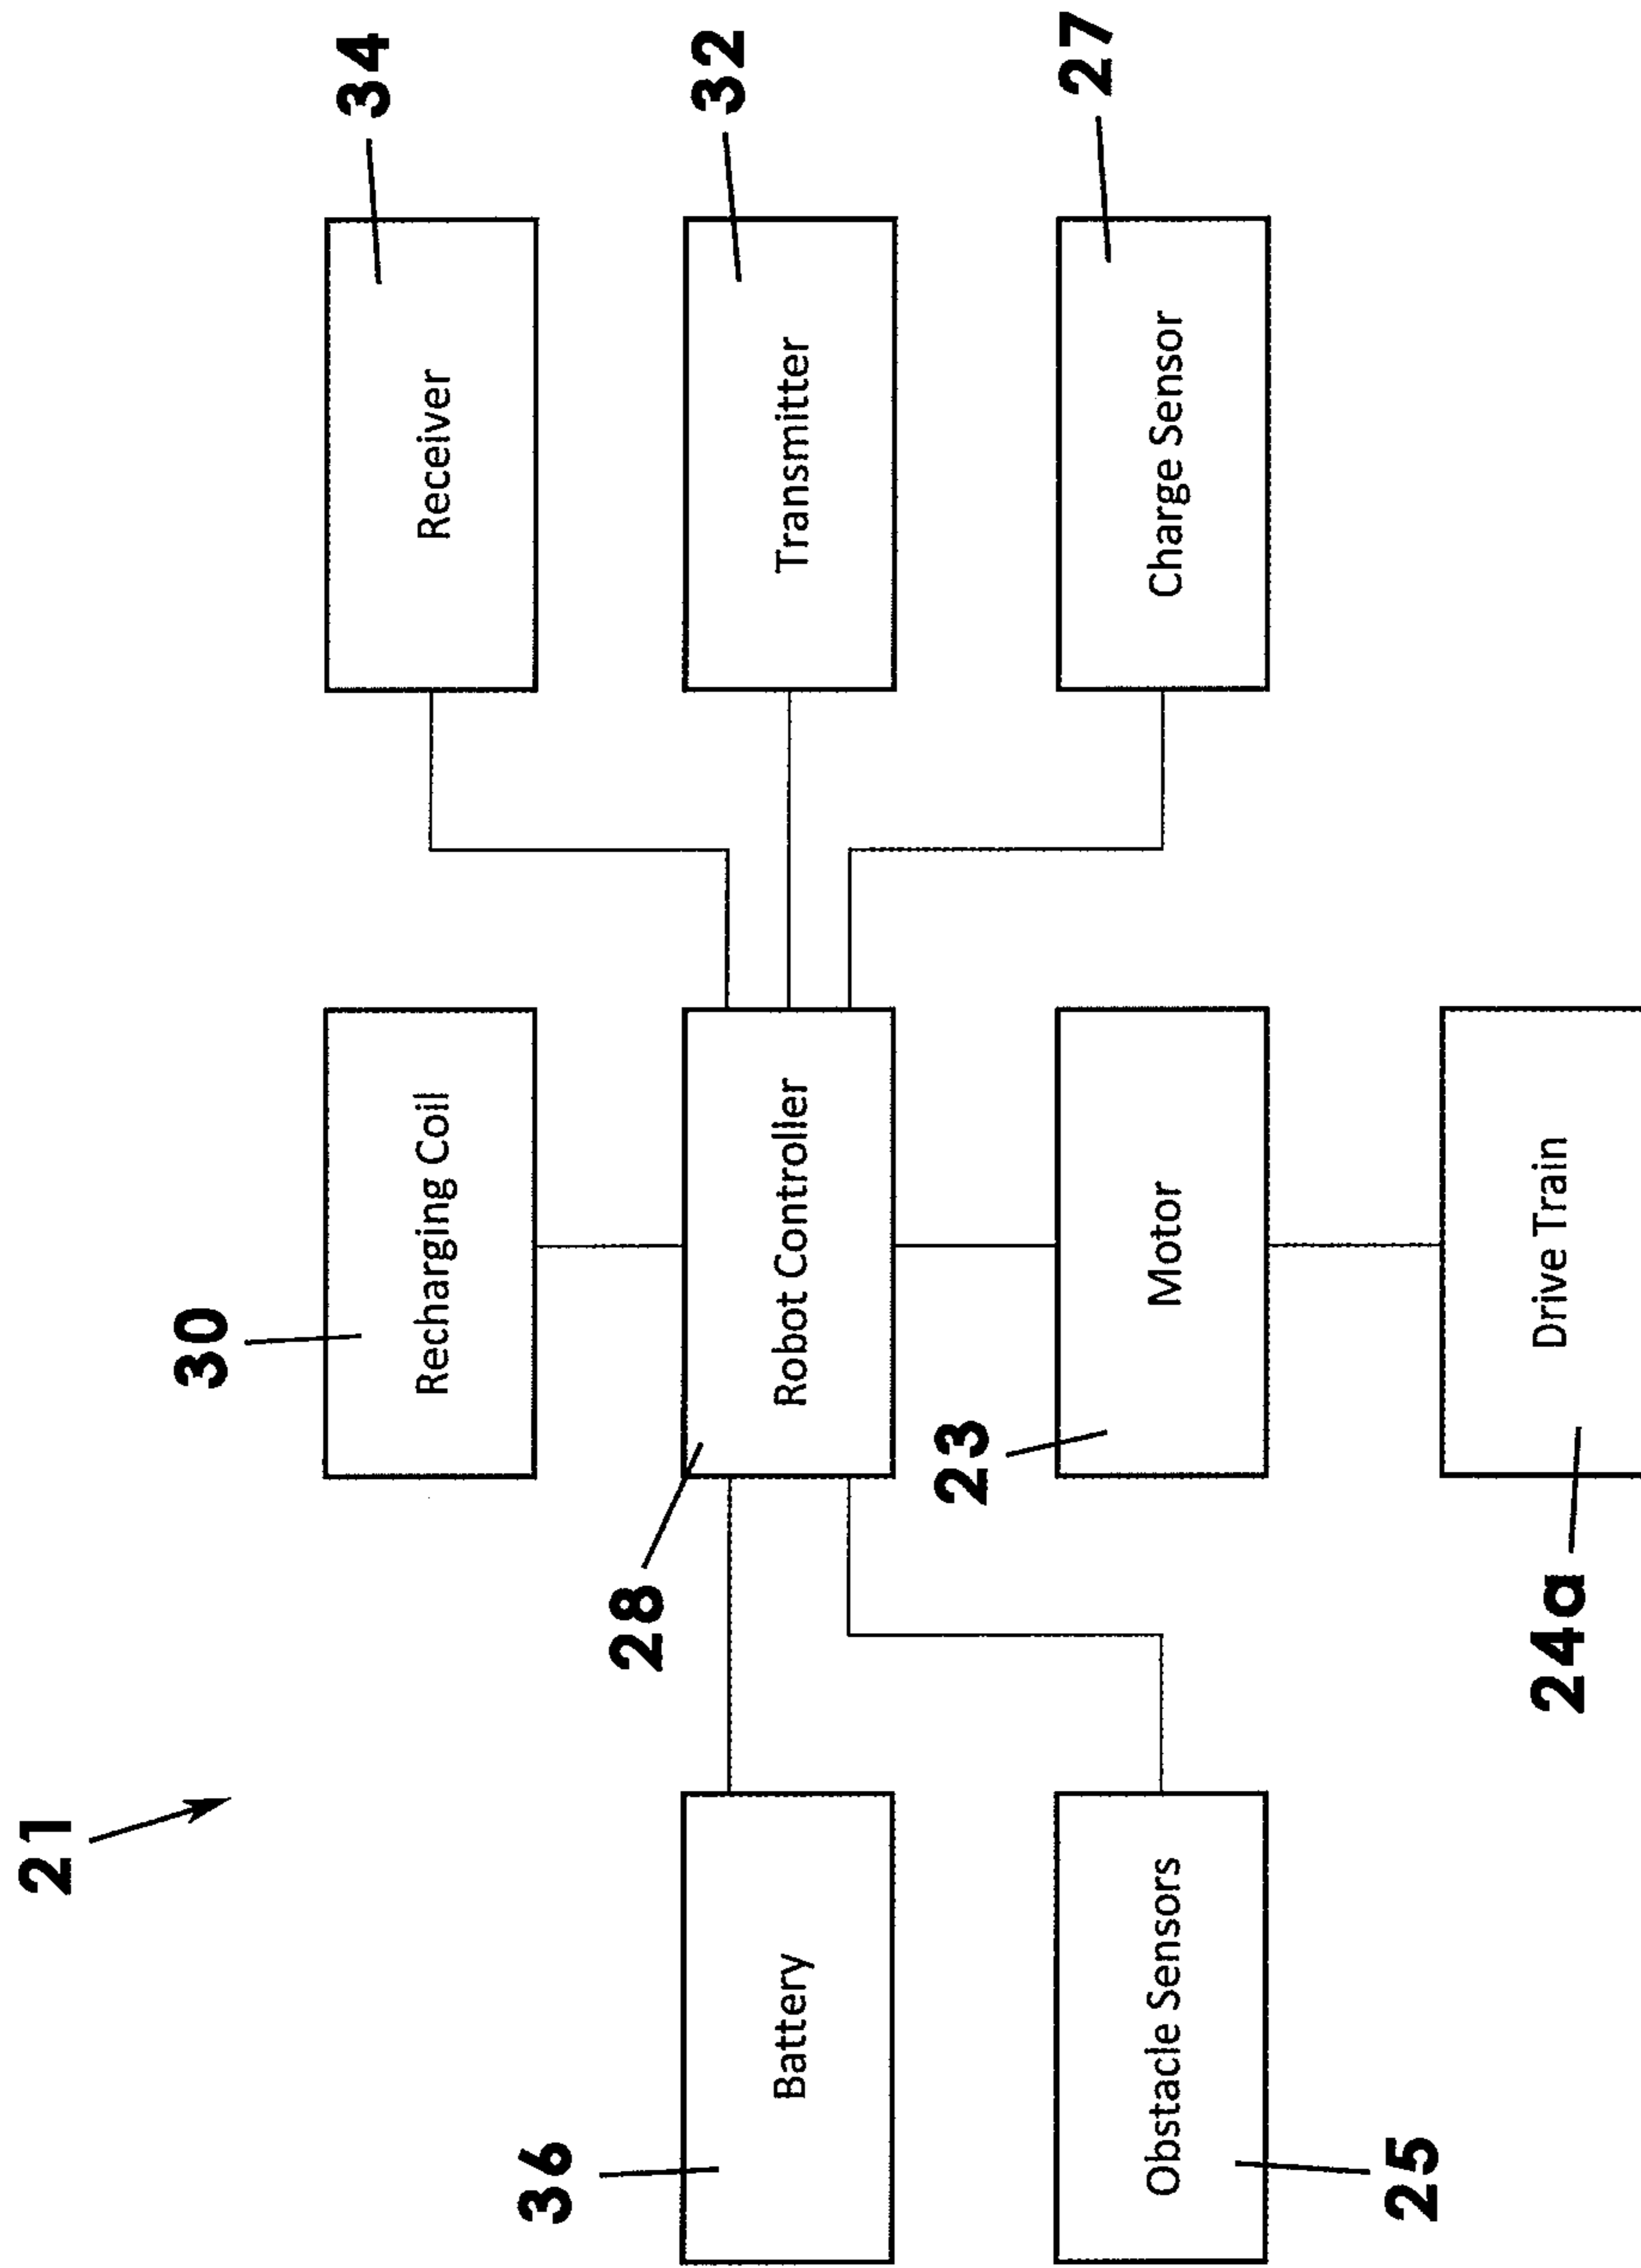 21
30
34
Recharging Coil
Receiver
36
28
32
Battery
Robot Controller
Transmitter
23
27
Obstacle Sensors
Motor
Charge Sensor
25
24a
Drive Train